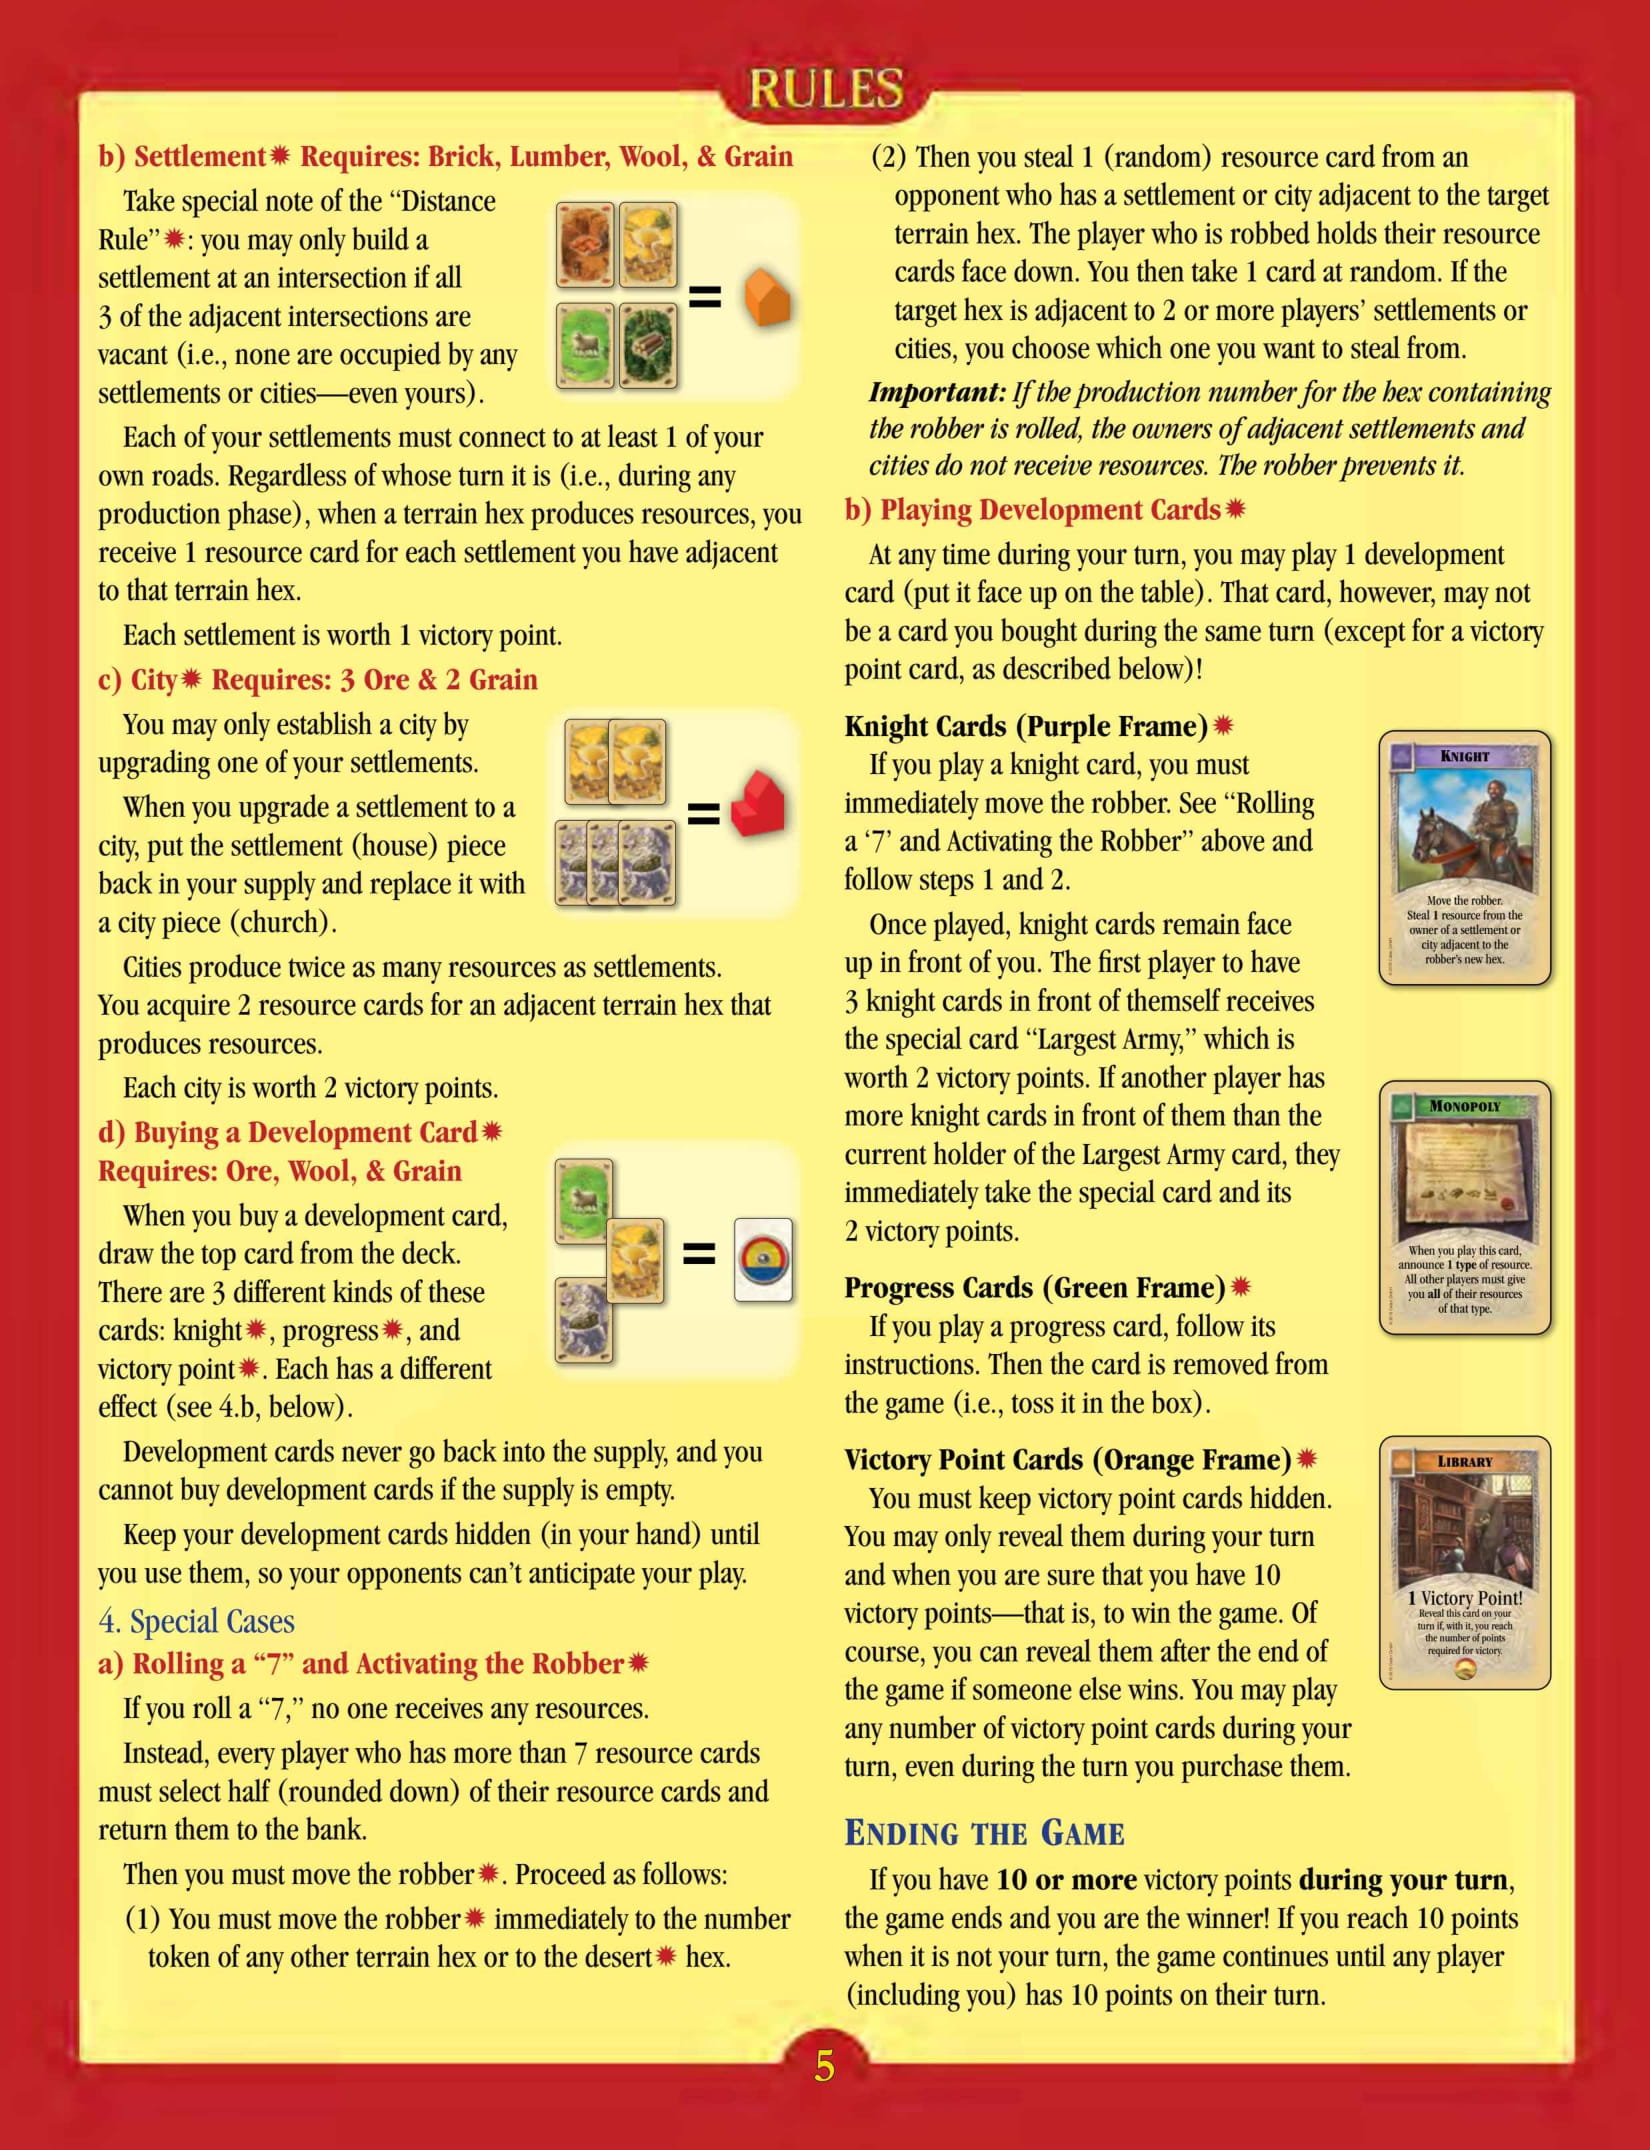 RULES
b) Settlement✹ Requires: Brick, Lumber, Wool, & Grain
Take special note of the “Distance
Rule”✹: you may only build a
settlement at an intersection if all
3 of the adjacent intersections are
vacant (i.e., none are occupied by any
settlements or cities—even yours).
=
Each of your settlements must connect to at least 1 of your
own roads. Regardless of whose turn it is (i.e., during any
production phase), when a terrain hex produces resources, you
receive 1 resource card for each settlement you have adjacent
to that terrain hex.
Each settlement is worth 1 victory point.
c) City✹ Requires: 3 Ore & 2 Grain
You may only establish a city by
upgrading one of your settlements.
When you upgrade a settlement to a
city, put the settlement (house) piece
back in your supply and replace it with
a city piece (church).
=
Cities produce twice as many resources as settlements.
You acquire 2 resource cards for an adjacent terrain hex that
produces resources.
Each city is worth 2 victory points.
d) Buying a Development Card✹
Requires: Ore, Wool, & Grain
When you buy a development card,
draw the top card from the deck.
There are 3 different kinds of these
cards: knight✹, progress✹, and
victory point✹. Each has a different
effect (see 4.b, below).
=
Development cards never go back into the supply, and you
cannot buy development cards if the supply is empty.
Keep your development cards hidden (in your hand) until
you use them, so your opponents can’t anticipate your play.
4. Special Cases
a) Rolling a “7” and Activating the Robber✹
If you roll a “7,” no one receives any resources.
Instead, every player who has more than 7 resource cards
must select half (rounded down) of their resource cards and
return them to the bank.
Then you must move the robber✹. Proceed as follows:
(1) You must move the robber✹ immediately to the number
token of any other terrain hex or to the desert✹ hex.
(2) Then you steal 1 (random) resource card from an
opponent who has a settlement or city adjacent to the target
terrain hex. The player who is robbed holds their resource
cards face down. You then take 1 card at random. If the
target hex is adjacent to 2 or more players’ settlements or
cities, you choose which one you want to steal from.
Important: If the production number for the hex containing
the robber is rolled, the owners of adjacent settlements and
cities do not receive resources. The robber prevents it.
b) Playing Development Cards✹
At any time during your turn, you may play 1 development
card (put it face up on the table). That card, however, may not
be a card you bought during the same turn (except for a victory
point card, as described below)!
Knight Cards (Purple Frame)✹
If you play a knight card, you must
immediately move the robber. See “Rolling
a ‘7’ and Activating the Robber” above and
follow steps 1 and 2.
Once played, knight cards remain face
up in front of you. The first player to have
3 knight cards in front of themself receives
the special card “Largest Army,” which is
worth 2 victory points. If another player has
more knight cards in front of them than the
current holder of the Largest Army card, they
immediately take the special card and its
2 victory points.
KNIGHT
Move the robber.
Steal 1 resource from the
owner of a settlement or
city adjacent to the
robber’s new hex.
Progress Cards (Green Frame)✹
If you play a progress card, follow its
instructions. Then the card is removed from
the game (i.e., toss it in the box).
MONOPOLY
When you play this card,
announce 1 type of resource.
All other players must give
you all of their resources
of that type.
Victory Point Cards (Orange Frame)✹
You must keep victory point cards hidden.
You may only reveal them during your turn
and when you are sure that you have 10
victory points—that is, to win the game. Of
course, you can reveal them after the end of
the game if someone else wins. You may play
any number of victory point cards during your
turn, even during the turn you purchase them.
LIBRARY
1 Victory Point!
Reveal this card on your
turn if, with it, you reach
the number of points
required for victory.
ENDING THE GAME
If you have 10 or more victory points during your turn,
the game ends and you are the winner! If you reach 10 points
when it is not your turn, the game continues until any player
(including you) has 10 points on their turn.
5